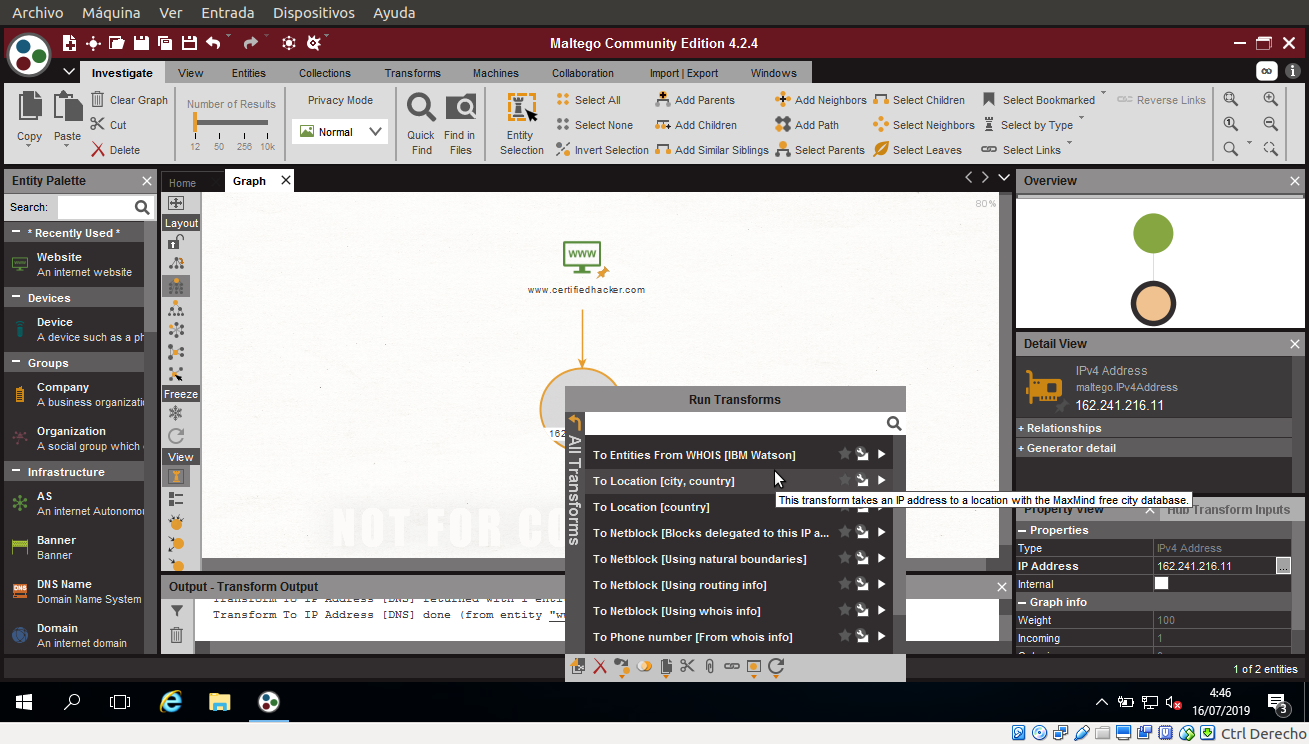 Archivo Máquina Ver Entrada Dispositivos Ayuda
Maltego Community Edition 4.2.4
Investigate View Entities Collections Transforms Machines Collaboration Import | Export Windows
Copy
Paste
Clear Graph
Cut
Delete
Number of Results
12 50 256 10k
Privacy Mode
Normal
Quick Find
Find in Files
Entity Selection
Select All
Select None
Invert Selection
Add Parents
Add Children
Add Similar Siblings
Add Neighbors
Add Path
Select Parents
Select Children
Select Neighbors
Select Leaves
Select Bookmarked
Select by Type
Select Links
Reverse Links
Entity Palette
Search:
* Recently Used *
Website
An internet website
Devices
Device
A device such as a ph
Groups
Company
A business organizati
Organization
A social group which
Infrastructure
AS
An internet Autonomo
Banner
Banner
DNS
DNS Name
Domain Name System
Domain
An internet domain
Home
Graph
Layout
Freeze
View
80%
WWW
www.certifiedhacker.com
162
NOT FOR CO
Run Transforms
All Transforms
To Entities From WHOIS [IBM Watson]
To Location [city, country]
This transform takes an IP address to a location with the MaxMind free city database.
To Location [country]
To Netblock [Blocks delegated to this IP a...
To Netblock [Using natural boundaries]
To Netblock [Using routing info]
To Netblock [Using whois info]
To Phone number [From whois info]
Output - Transform Output
Transform To IP Address [DNS] returned with 1 enti
Transform To IP Address [DNS] done (from entity "w
Overview
Detail View
IPv4 Address
maltego.IPv4Address
162.241.216.11
+ Relationships
+ Generator detail
Property View
Hub Transform Inputs
Properties
Type IPv4 Address
IP Address 162.241.216.11
...
Internal
Graph info
Weight 100
Incoming 1
1 of 2 entities
4:46
16/07/2019
3
Ctrl Derecho